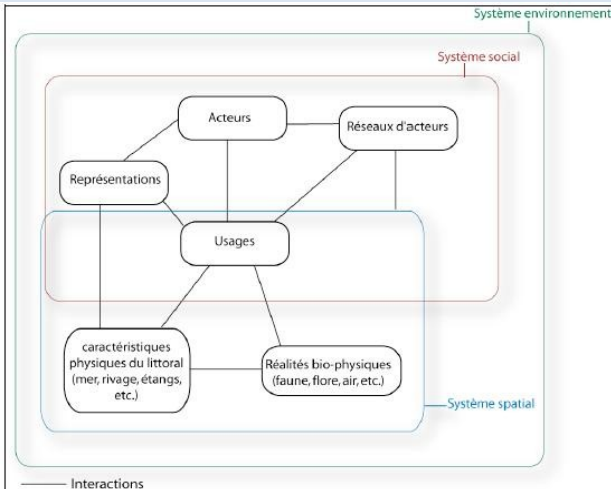 Système environnement
Système social
Acteurs
Réseaux d'acteurs
Représentations
Usages
caractéristiques
physiques du littoral
(mer, rivage, étangs,
etc.)
Réalités bio-physiques
(faune, flore, air, etc.)
Système spatial
Interactions